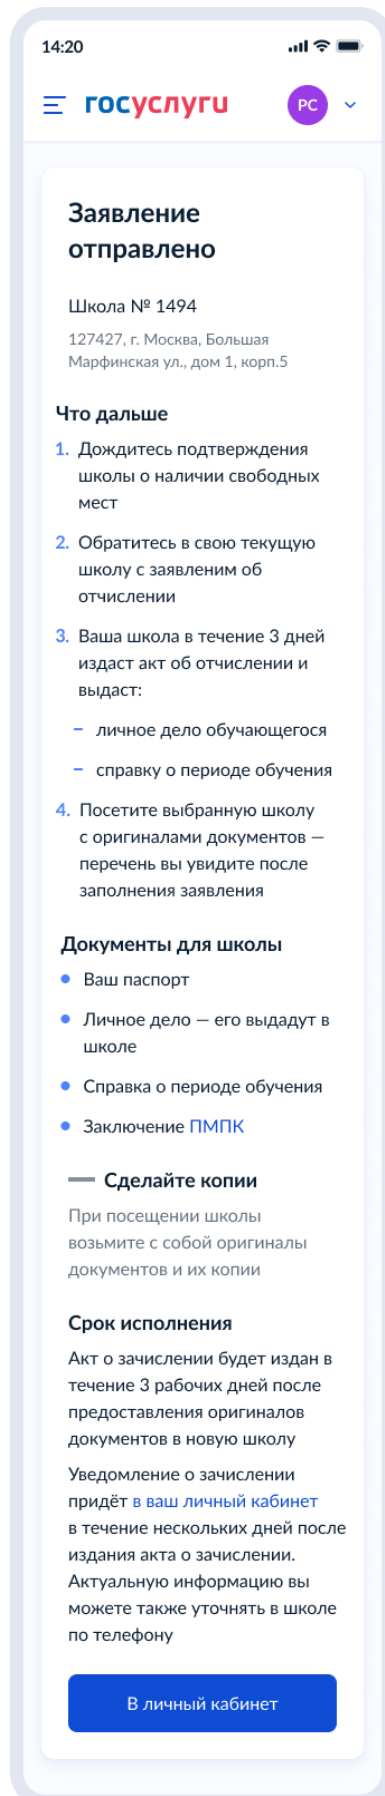 14:20
госуслуги
РС
Заявление
отправлено
Школа № 1494
127427, г. Москва, Большая
Марфинская ул., дом 1, корп.5
Что дальше
1. Дождитесь подтверждения
школы о наличии свободных
мест
2. Обратитесь в свою текущую
школу с заявленим об
отчислении
3. Ваша школа в течение 3 дней
издаст акт об отчислении и
выдаст:
– личное дело обучающегося
– справку о периоде обучения
4. Посетите выбранную школу
с оригиналами документов —
перечень вы увидите после
заполнения заявления
Документы для школы
• Ваш паспорт
• Личное дело — его выдадут в
школе
• Справка о периоде обучения
• Заключение ПМПК
— Сделайте копии
При посещении школы
возьмите с собой оригиналы
документов и их копии
Срок исполнения
Акт о зачислении будет издан в
течение 3 рабочих дней после
предоставления оригиналов
документов в новую школу
Уведомление о зачислении
придёт в ваш личный кабинет
в течение нескольких дней после
издания акта о зачислении.
Актуальную информацию вы
можете также уточнять в школе
по телефону
В личный кабинет